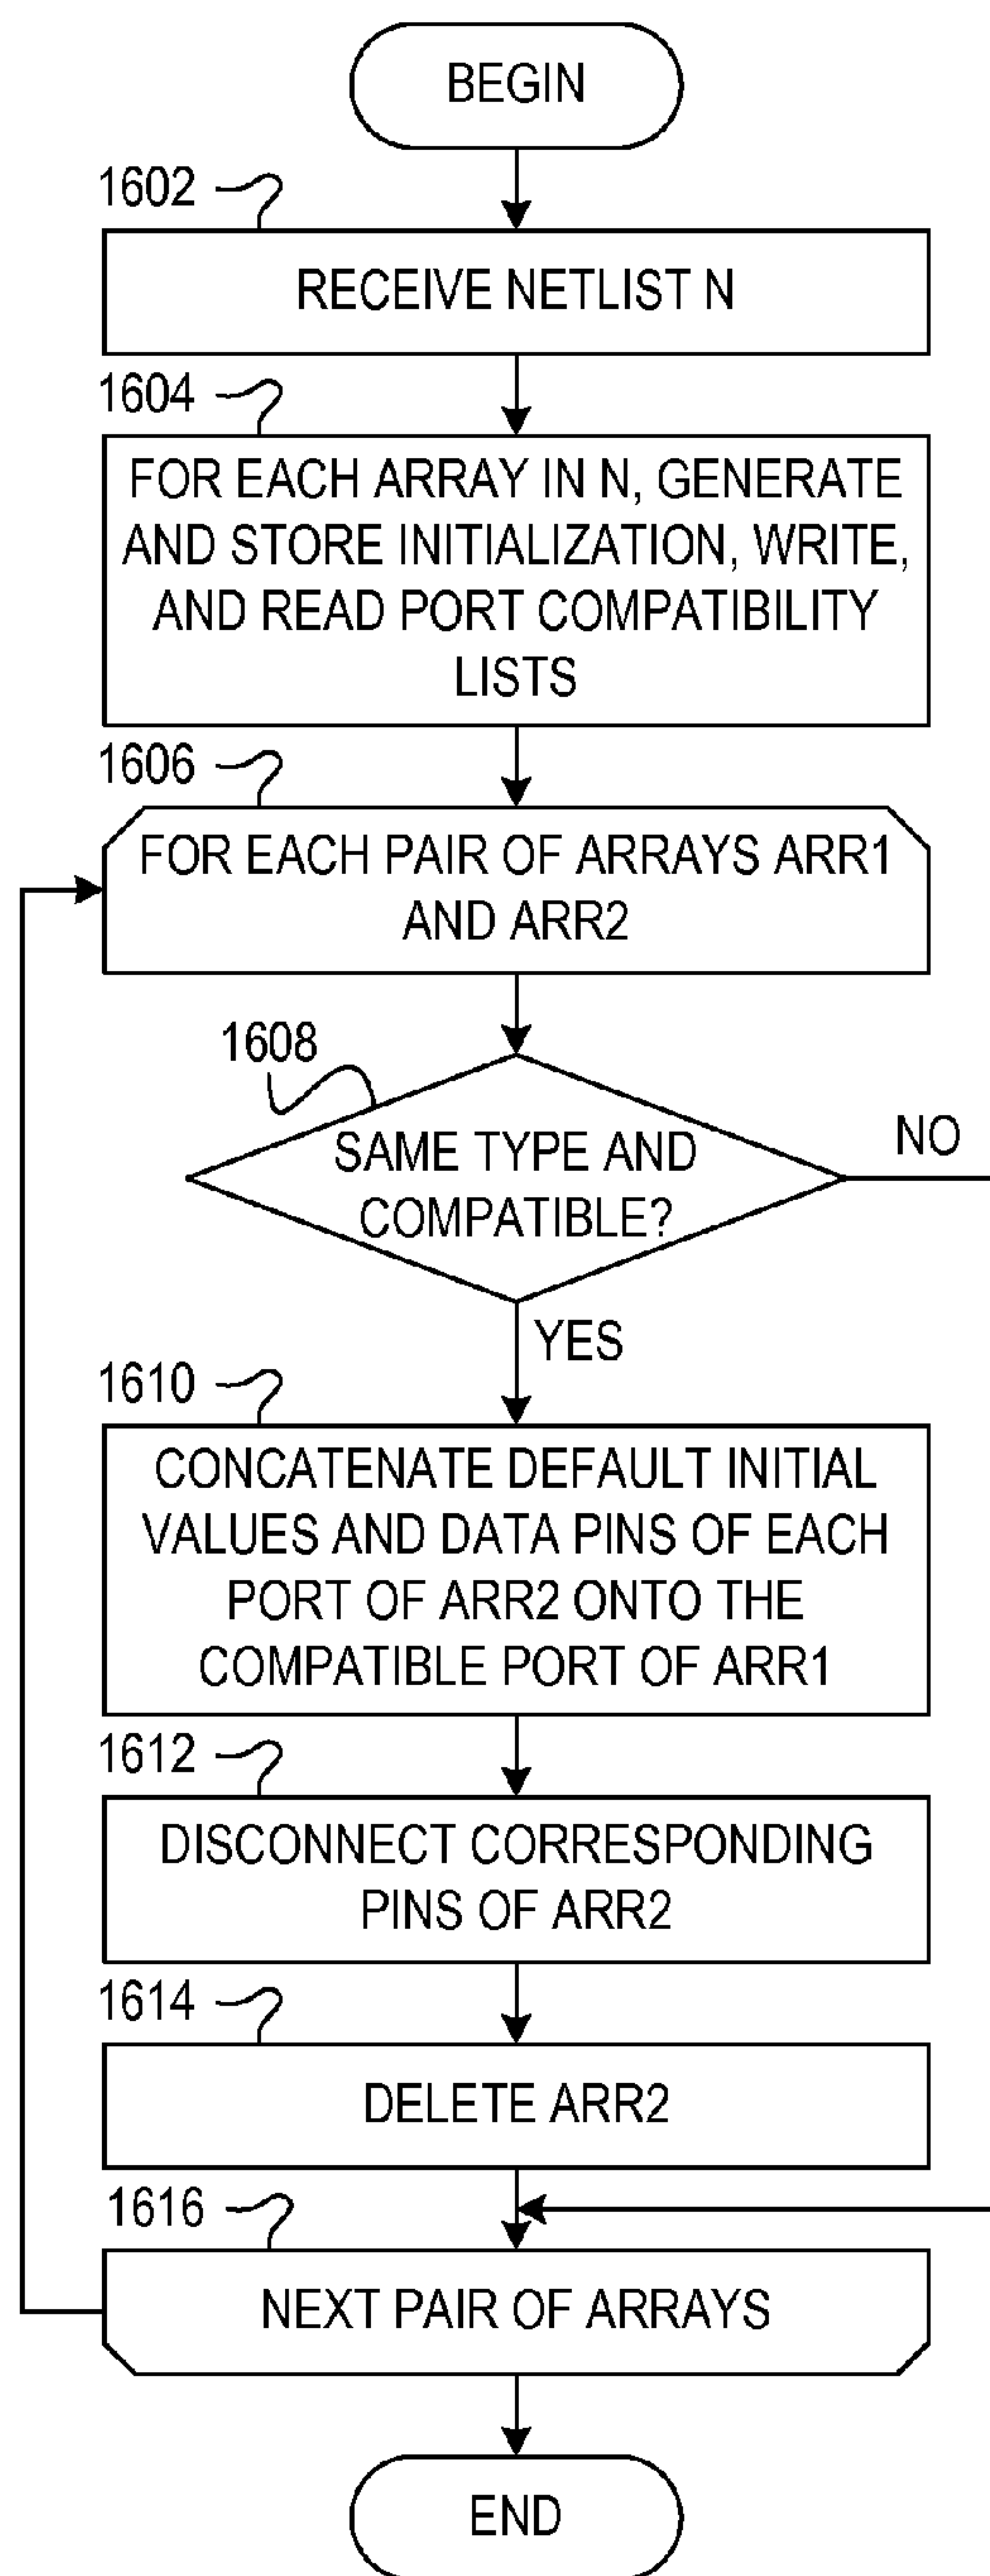 BEGIN
1602
RECEIVE NETLIST N
1604
FOR EACH ARRAY IN N, GENERATE
AND STORE INITIALIZATION, WRITE,
AND READ PORT COMPATIBILITY
LISTS
1606
FOR EACH PAIR OF ARRAYS ARR1
AND ARR2
1608
SAME TYPE AND
COMPATIBLE?
NO
YES
1610
CONCATENATE DEFAULT INITIAL
VALUES AND DATA PINS OF EACH
PORT OF ARR2 ONTO THE
COMPATIBLE PORT OF ARR1
1612
DISCONNECT CORRESPONDING
PINS OF ARR2
1614
DELETE ARR2
1616
NEXT PAIR OF ARRAYS
END